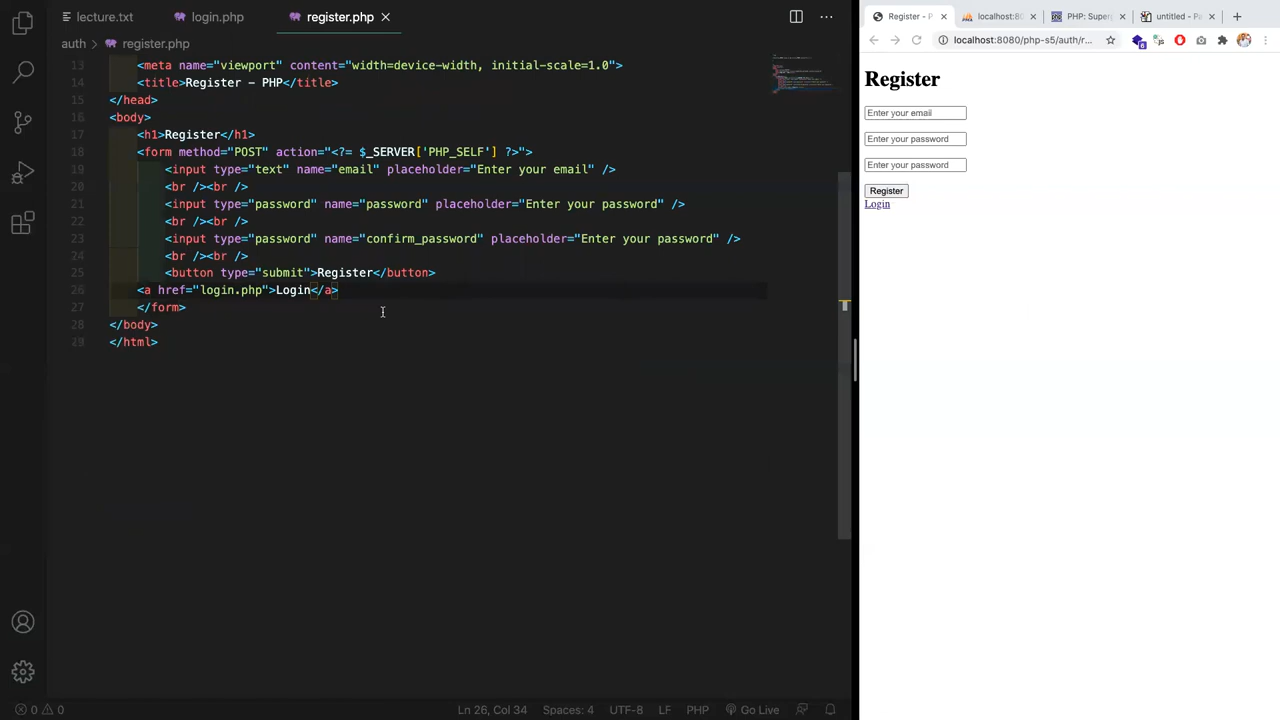 lecture.txt
login.php
register.php
auth > register.php
13 <meta name="viewport" content="width=device-width, initial-scale=1.0">
14 <title>Register - PHP</title>
15 </head>
16 <body>
17 <h1>Register</h1>
18 <form method="POST" action="<?= $_SERVER['PHP_SELF'] ?>">
19 <input type="text" name="email" placeholder="Enter your email" />
20 <br /><br />
21 <input type="password" name="password" placeholder="Enter your password" />
22 <br /><br />
23 <input type="password" name="confirm_password" placeholder="Enter your password" />
24 <br /><br />
25 <button type="submit">Register</button>
26 <a href="login.php">Login</a>
27 </form>
28 </body>
29 </html>
0 0
Ln 26, Col 34
Spaces: 4
UTF-8
LF
PHP
Go Live
Register - P
localhost:80
PHP: Super
untitled - Pa
localhost:8080/php-s5/auth/r...
6
Register
Enter your email
Enter your password
Enter your password
Register
Login